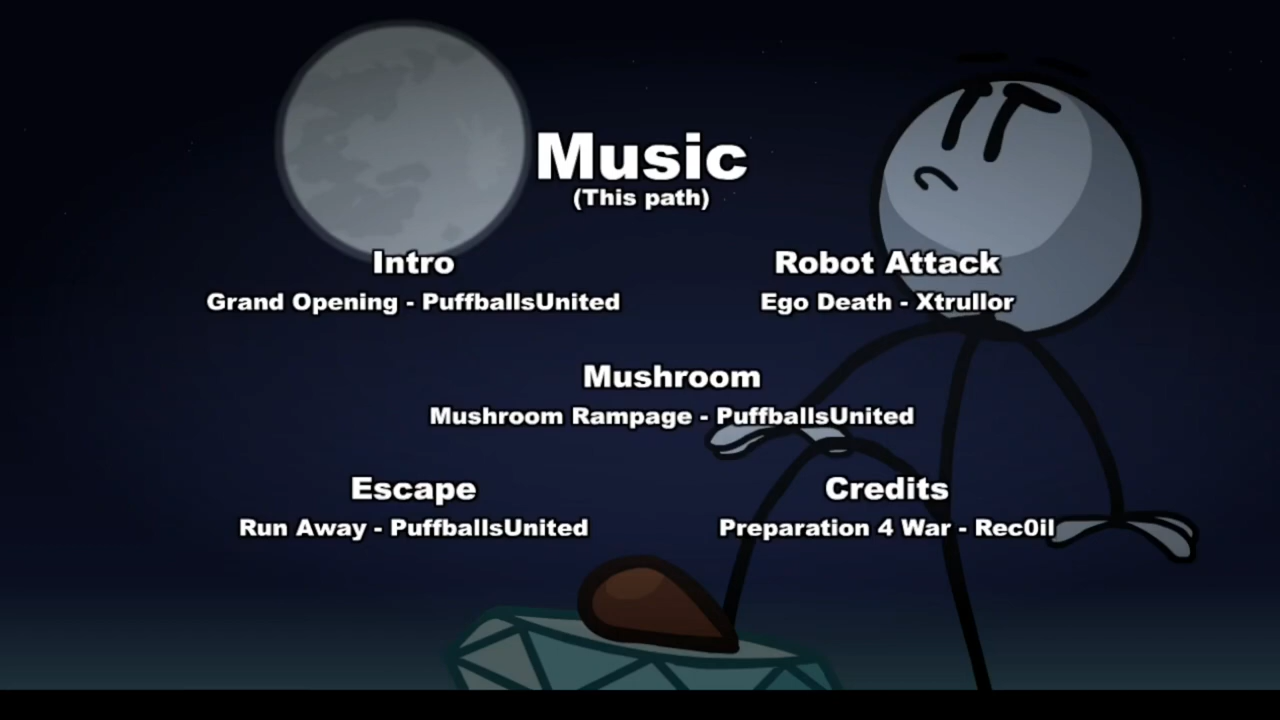 Music
(This path)
Intro
Grand Opening - PuffballsUnited
Robot Attack
Ego Death - Xtrullor
Mushroom
Mushroom Rampage - PuffballsUnited
Escape
Run Away - PuffballsUnited
Credits
Preparation 4 War - Rec0il